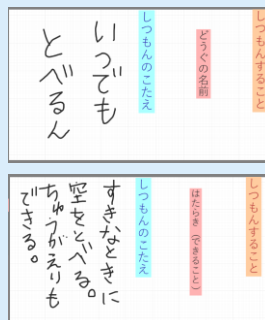 しつもんすること
どうぐの名前
しつもんのこたえ
いつでも
とべるん
しつもんすること
はたらき（できること）
しつもんのこたえ
すきなときに
空をとべる。
ちゅうがえりも
できる。